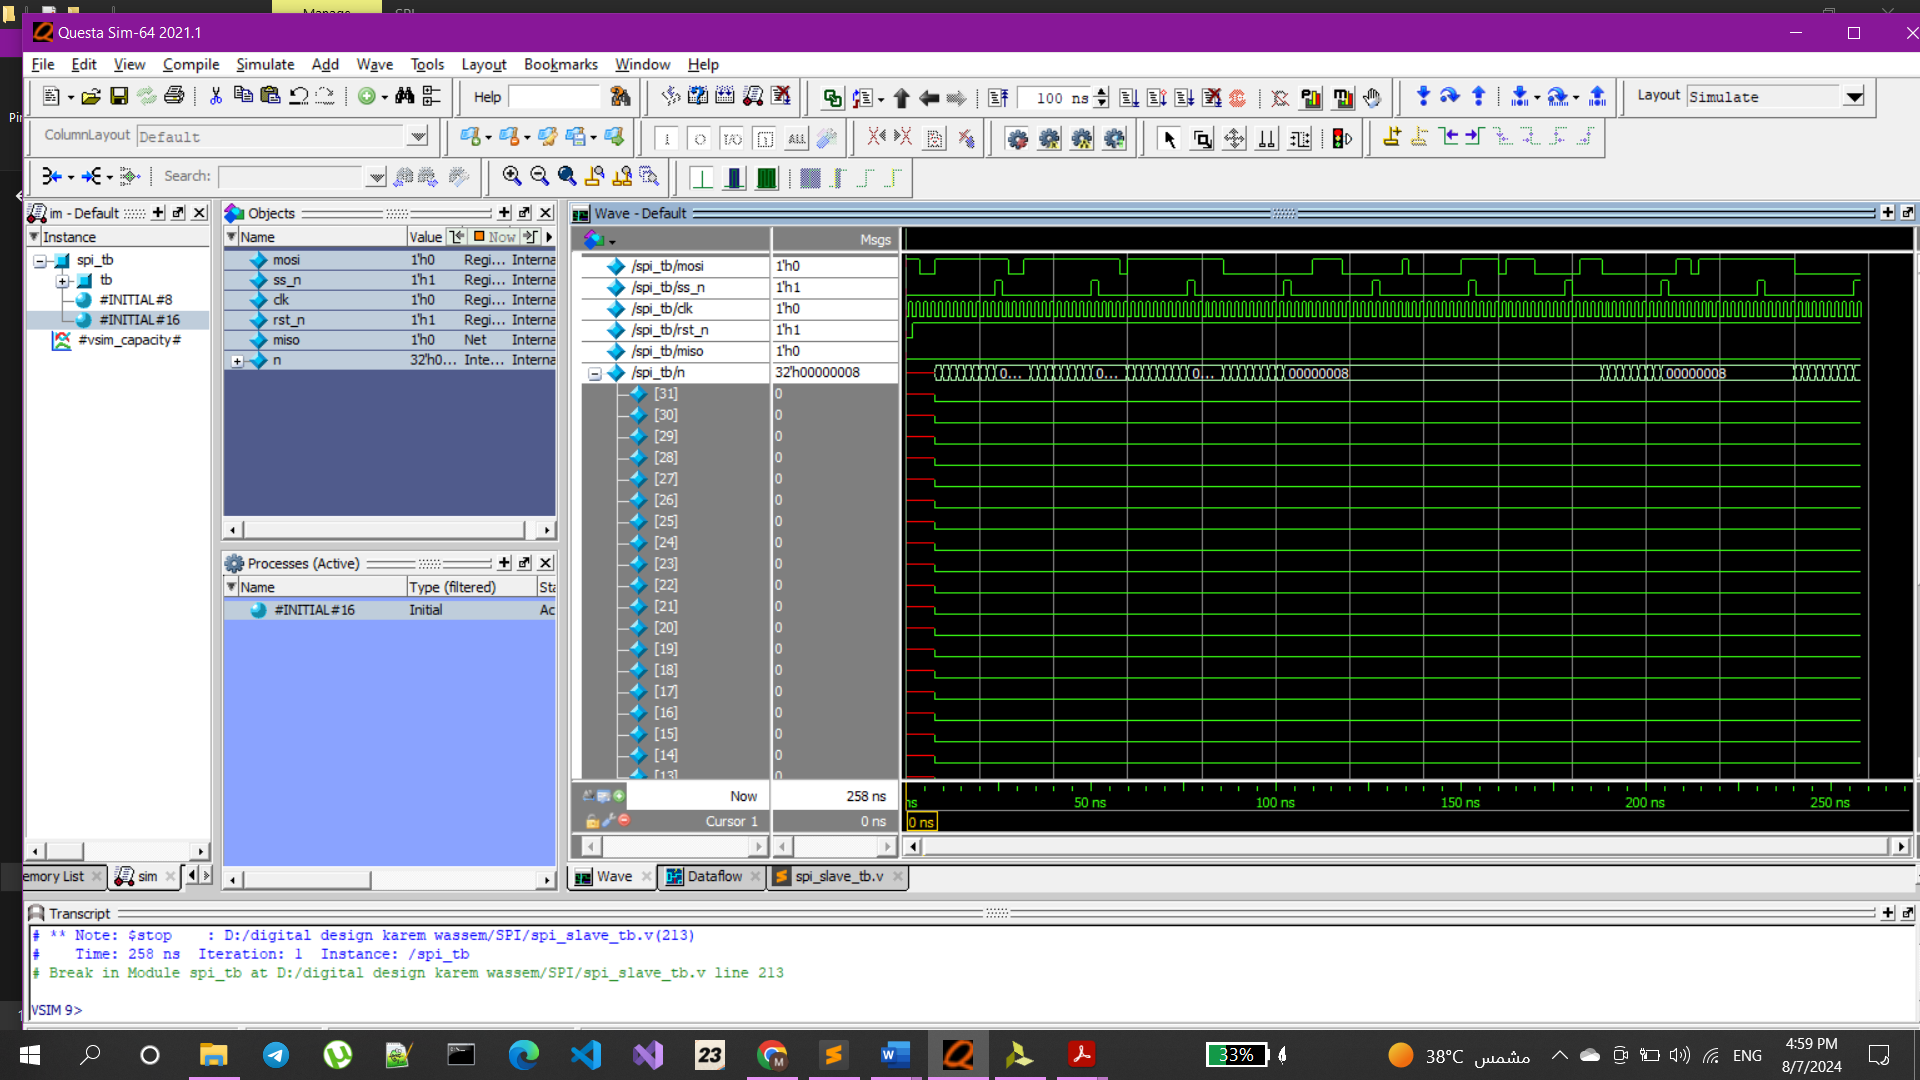 Manage
Questa Sim-64 2021.1
File Edit View Compile Simulate Add Wave Tools Layout Bookmarks Window Help
Help
100 ns
Layout Simulate
ColumnLayout Default
ALL
Search:
im - Default
Instance
spi_tb
tb
#INITIAL#8
#INITIAL#16
#vsim_capacity#
Objects
Name Value Now
mosi 1'h0 Regi... Interna
ss_n 1'h1 Regi... Interna
clk 1'h0 Regi... Interna
rst_n 1'h1 Regi... Interna
miso 1'h0 Net Interna
n 32'h0... Inte... Interna
Processes (Active)
Name Type (filtered) Sta
#INITIAL#16 Initial Ac
Wave - Default
Msgs
/spi_tb/mosi 1'h0
/spi_tb/ss_n 1'h1
/spi_tb/clk 1'h0
/spi_tb/rst_n 1'h1
/spi_tb/miso 1'h0
/spi_tb/n 32'h00000008 0... 0... 0... 00000008 00000008
[31] 0
[30] 0
[29] 0
[28] 0
[27] 0
[26] 0
[25] 0
[24] 0
[23] 0
[22] 0
[21] 0
[20] 0
[19] 0
[18] 0
[17] 0
[16] 0
[15] 0
[14] 0
[13] 0
Now 258 ns ns 50 ns 100 ns 150 ns 200 ns 250 ns
Cursor 1 0 ns 0 ns
emory List sim
Wave Dataflow spi_slave_tb.v
Transcript
# ** Note: $stop : D:/digital design karem wassem/SPI/spi_slave_tb.v(213)
# Time: 258 ns Iteration: 1 Instance: /spi_tb
# Break in Module spi_tb at D:/digital design karem wassem/SPI/spi_slave_tb.v line 213
VSIM 9>
23
33%
38°C مشمس
ENG
4:59 PM
8/7/2024